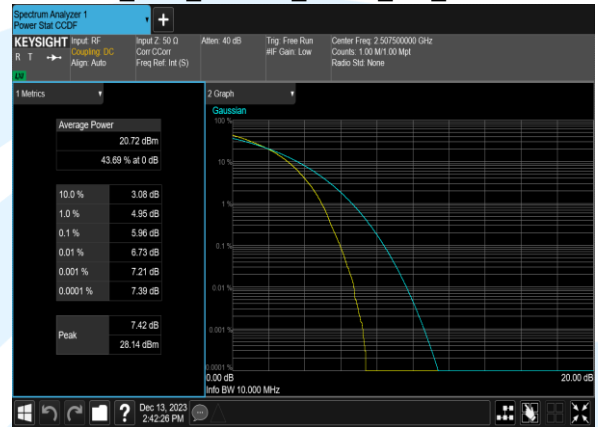 Spectrum Analyzer 1
Power Stat CCDF
+
KEYSIGHT
R T
LXI
Input: RF
Coupling: DC
Align: Auto
Input Z: 50 Ω
Corr CCorr
Freq Ref: Int (S)
Atten: 40 dB
Trig: Free Run
#IF Gain: Low
Center Freq: 2.507500000 GHz
Counts: 1.00 M/1.00 Mpt
Radio Std: None
1 Metrics
Average Power
20.72 dBm
43.69 % at 0 dB
10.0 % 3.08 dB
1.0 % 4.95 dB
0.1 % 5.96 dB
0.01 % 6.73 dB
0.001 % 7.21 dB
0.0001 % 7.39 dB
Peak
7.42 dB
28.14 dBm
2 Graph
Gaussian
100 %
10 %
1 %
0.1 %
0.01 %
0.001 %
0.0001 %
0.00 dB
20.00 dB
Info BW 10.000 MHz
?
Dec 13, 2023
2:42:26 PM